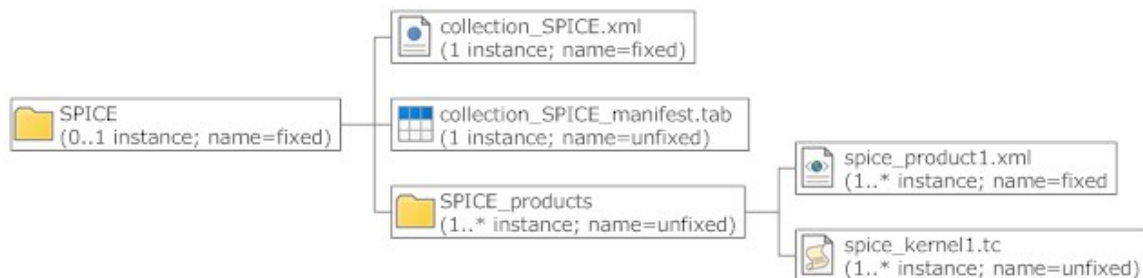 collection_SPICE.xml
(1 instance; name=fixed)
SPICE
(0..1 instance; name=fixed)
collection_SPICE_manifest.tab
(1 instance; name=unfixed)
SPICE_products
(1..* instance; name=unfixed)
spice_product1.xml
(1..* instance; name=fixed
spice_kernel1.tc
(1..* instance; name=unfixed)